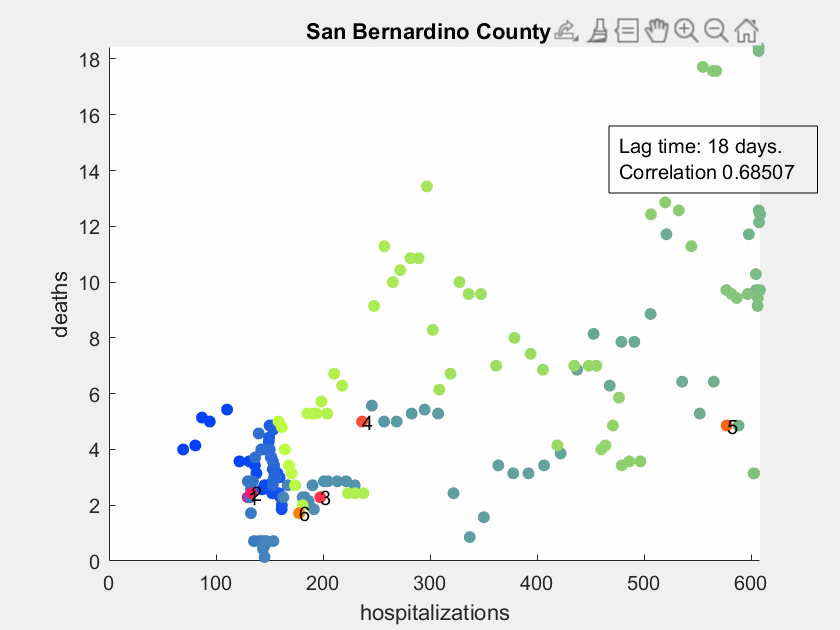 San Bernardino County
18
16
14
12
10
8
6
4
2
0
deaths
Lag time: 18 days.
Correlation 0.68507
4
5
2
3
6
0 100 200 300 400 500 600
hospitalizations